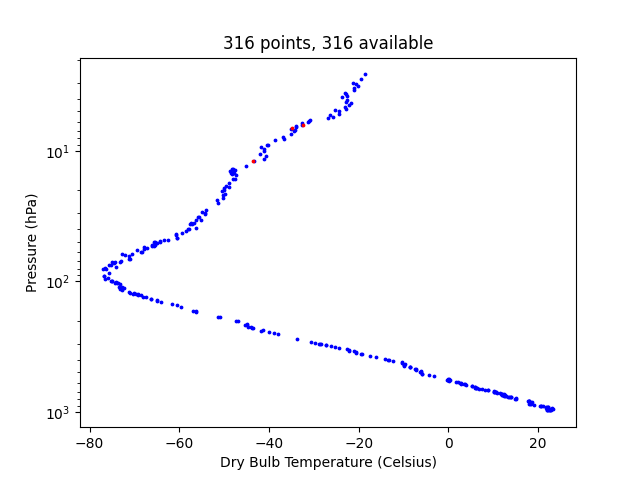 316 points, 316 available
Pressure (hPa)
10¹
10²
10³
−80 −60 −40 −20 0 20
Dry Bulb Temperature (Celsius)